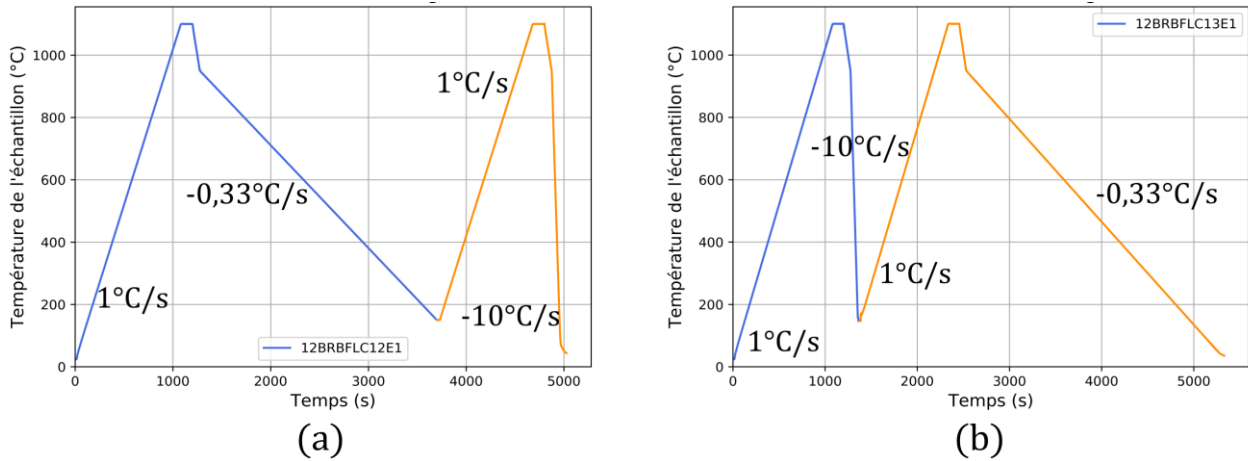 Température de l'échantillon (°C)
1000
800
600
400
200
0
1°C/s
-0,33°C/s
1°C/s
-10°C/s
12BRBFLC12E1
0
1000
2000
3000
4000
5000
Temps (s)
(a)
Température de l'échantillon (°C)
1000
800
600
400
200
0
12BRBFLC13E1
-10°C/s
-0,33°C/s
1°C/s
1°C/s
0
1000
2000
3000
4000
5000
Temps (s)
(b)